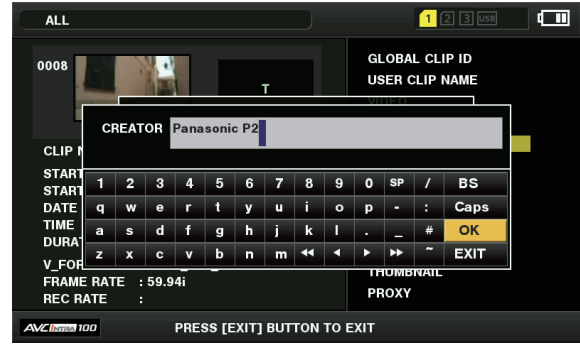 ALL
1 2 3 USB
0008
T
GLOBAL CLIP ID
USER CLIP NAME
VIDEO
CREATOR Panasonic P2
CLIP
START
START
DATE
TIME
DURAT
V_FOR
FRAME RATE : 59.94i
REC RATE :
1 2 3 4 5 6 7 8 9 0 SP / BS
q w e r t y u i o p - : Caps
a s d f g h j k l . _ # OK
z x c v b n m ◀◀ ◀ ▶ ▶▶ ~ EXIT
THUMBNAIL
PROXY
AVC INTRA 100
PRESS [EXIT] BUTTON TO EXIT